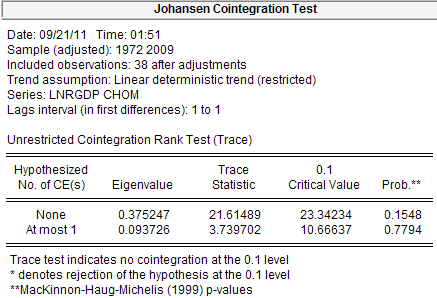 Johansen Cointegration Test
Date: 09/21/11 Time: 01:51
Sample (adjusted): 1972 2009
Included observations: 38 after adjustments
Trend assumption: Linear deterministic trend (restricted)
Series: LNRGDP CHOM
Lags interval (in first differences): 1 to 1
Unrestricted Cointegration Rank Test (Trace)
Hypothesized Trace 0.1
No. of CE(s) Eigenvalue Statistic Critical Value Prob.**
None 0.375247 21.61489 23.34234 0.1548
At most 1 0.093726 3.739702 10.66637 0.7794
Trace test indicates no cointegration at the 0.1 level
* denotes rejection of the hypothesis at the 0.1 level
**MacKinnon-Haug-Michelis (1999) p-values